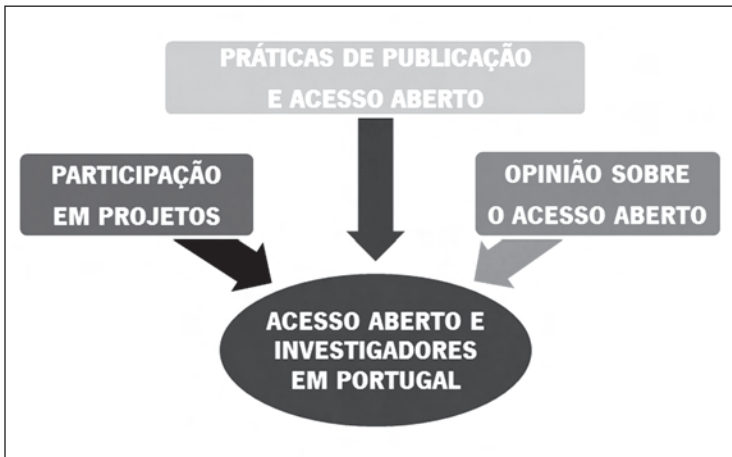 PRÁTICAS DE PUBLICAÇÃO
E ACESSO ABERTO
PARTICIPAÇÃO
EM PROJETOS
OPINIÃO SOBRE
O ACESSO ABERTO
ACESSO ABERTO E
INVESTIGADORES
EM PORTUGAL